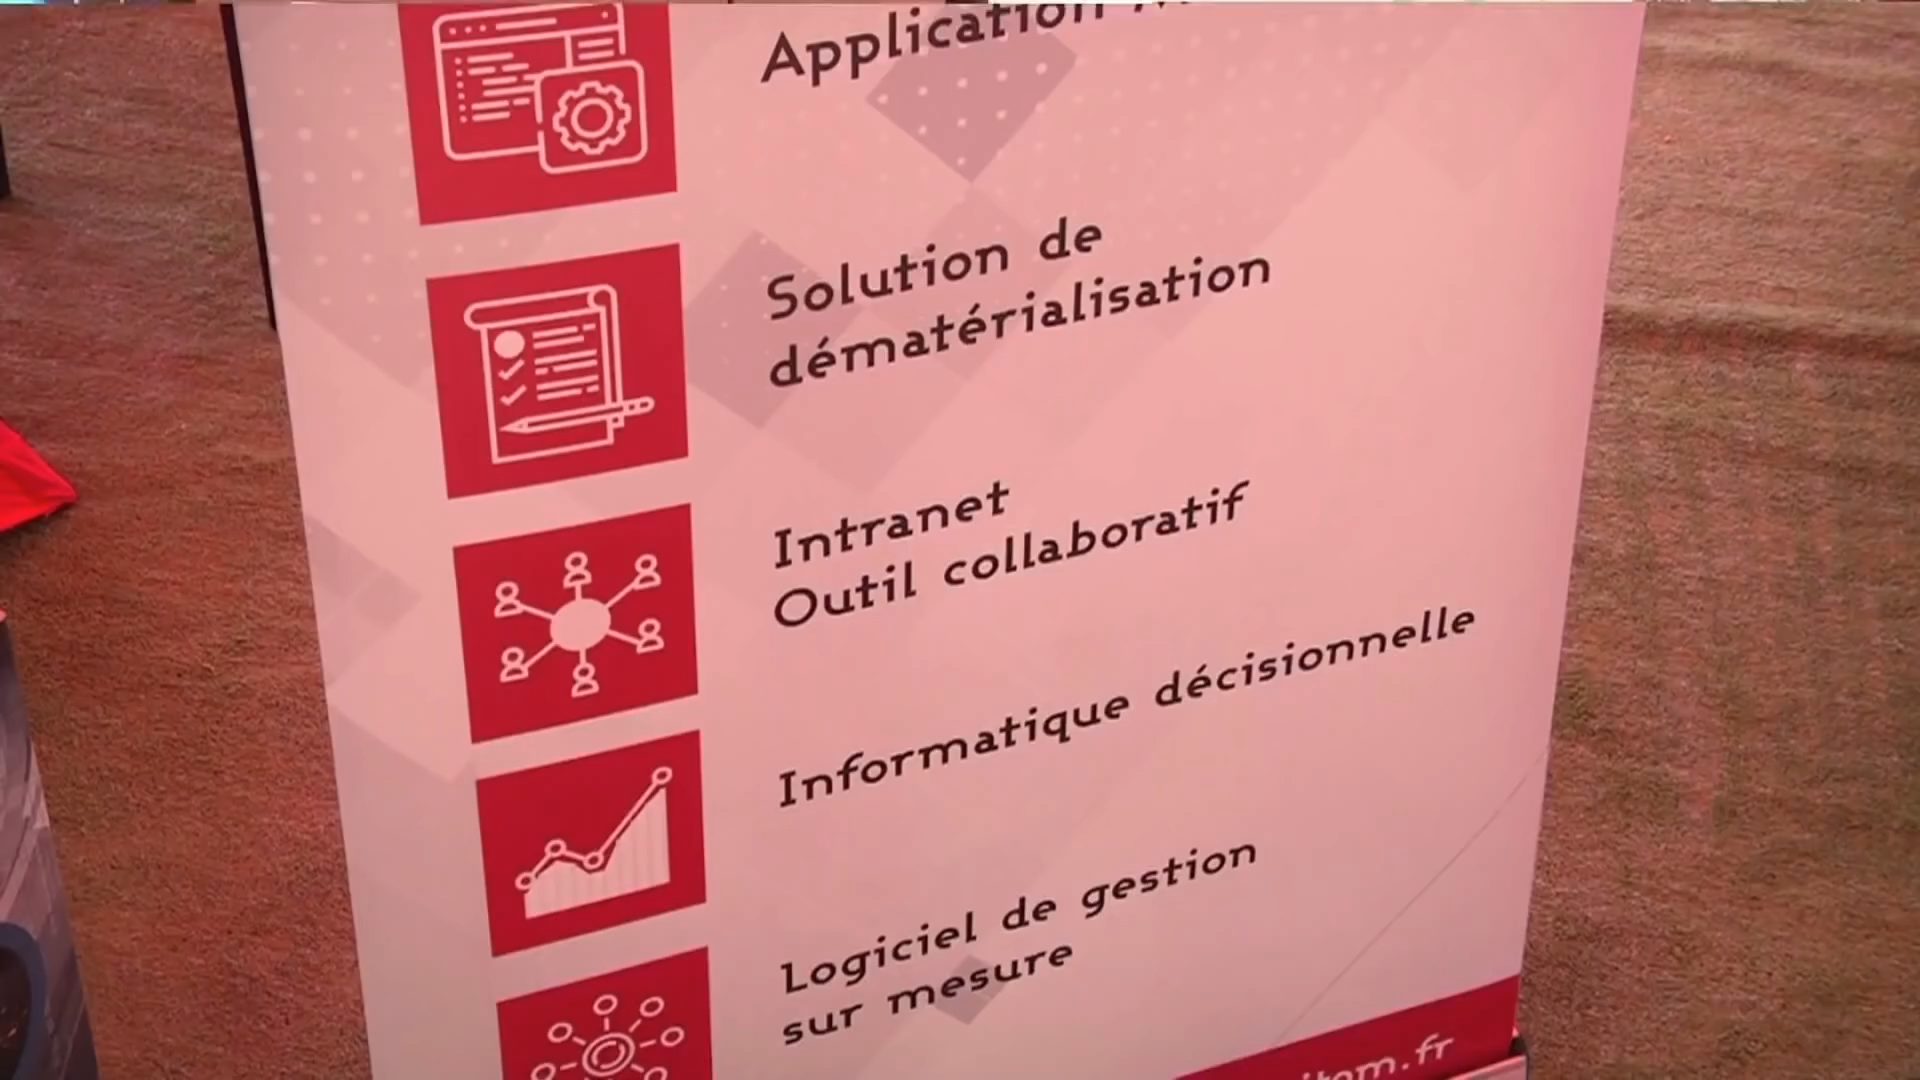 Application
Solution de
dématérialisation
Intranet
Outil collaboratif
Informatique décisionnelle
Logiciel de gestion
sur mesure